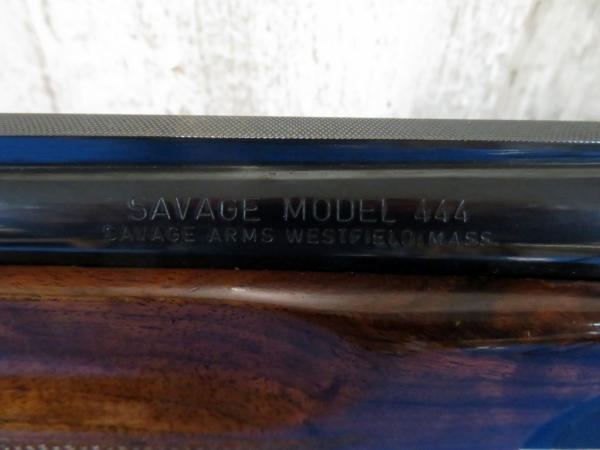 SAVAGE MODEL 444
SAVAGE ARMS WESTFIELD, MASS.